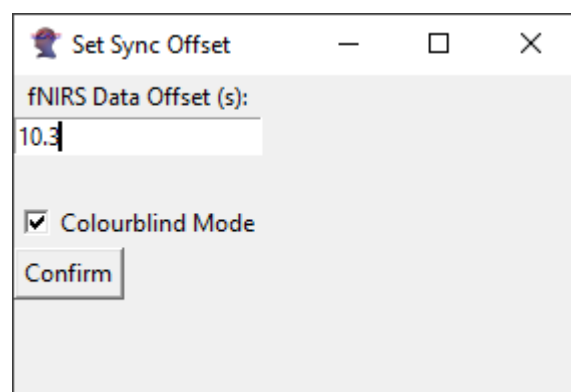 Set Sync Offset
fNIRS Data Offset (s):
10.3
Colourblind Mode
Confirm